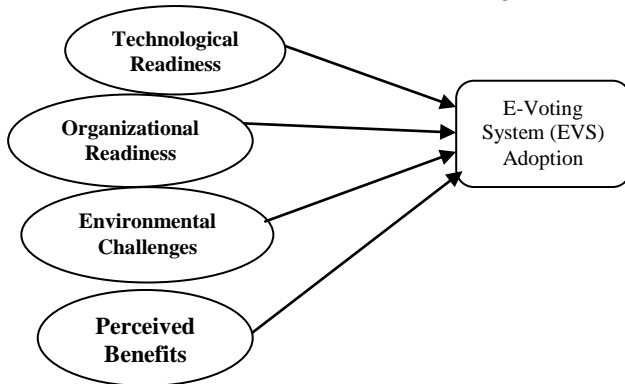 Technological
Readiness
Organizational
Readiness
Environmental
Challenges
Perceived
Benefits
E-Voting
System (EVS)
Adoption